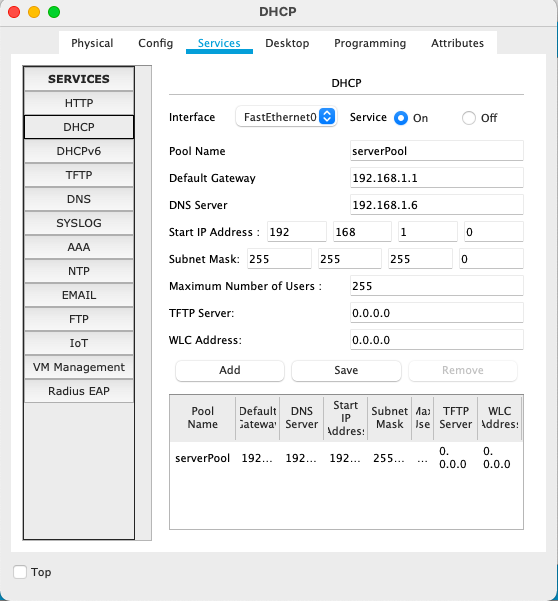 DHCP
Physical Config Services Desktop Programming Attributes
SERVICES
HTTP
DHCP
DHCPv6
TFTP
DNS
SYSLOG
AAA
NTP
EMAIL
FTP
IoT
VM Management
Radius EAP
DHCP
Interface FastEthernet0 Service On Off
Pool Name serverPool
Default Gateway 192.168.1.1
DNS Server 192.168.1.6
Start IP Address : 192 168 1 0
Subnet Mask: 255 255 255 0
Maximum Number of Users : 255
TFTP Server: 0.0.0.0
WLC Address: 0.0.0.0
Add Save Remove
Pool Name
Default Gateway
DNS Server
Start IP Address
Subnet Mask
Max Use
TFTP Server
WLC Address
serverPool 192... 192... 192... 255... ... 0. 0.0.0 0. 0.0.0
Top